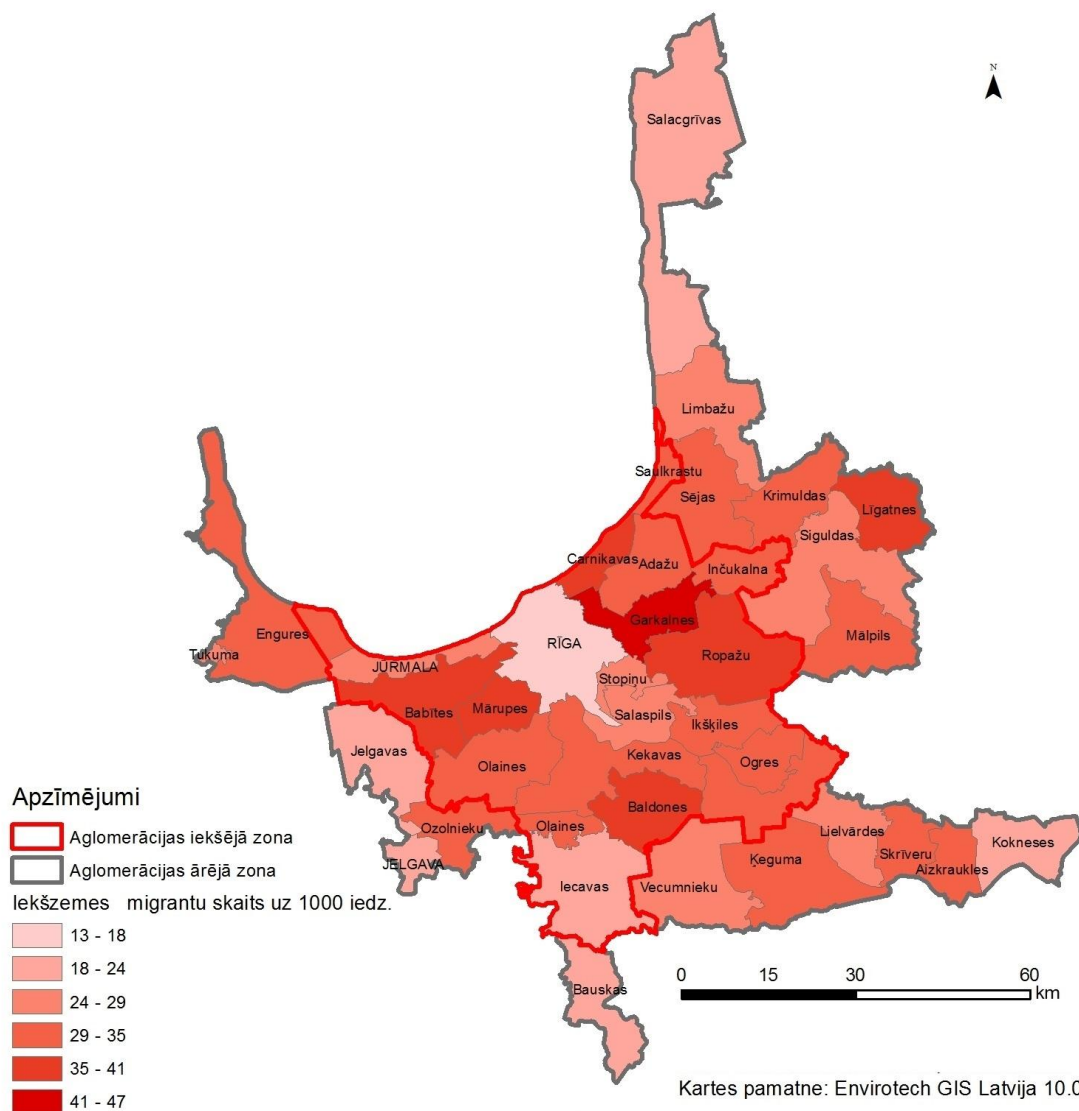 N
Salacgrīvas
Limbažu
Saulkrastu
Sējas
Krimuldas
Līgatnes
Siguldas
Carnikavas
Adažu
Inčukalna
Garkalnes
Mālpils
Engures
Tukuma
RĪGA
Ropažu
JŪRMALA
Stopiņu
Babītes
Mārupes
Salaspils
Ikšķiles
Jelgavas
Olaines
Ķekavas
Ogres
Baldones
Ozolnieku
Olaines
Lielvārdes
JELGAVA
Ķeguma
Skrīveru
Aizkraukles
Kokneses
Iecavas
Vecumnieku
Bauskas
Apzīmējumi
Aglomerācijas iekšējā zona
Aglomerācijas ārējā zona
Iekšzemes migrantu skaits uz 1000 iedz.
13 - 18
18 - 24
24 - 29
29 - 35
35 - 41
41 - 47
0 15 30 60
km
Kartes pamatne: Envirotech GIS Latvija 10.0